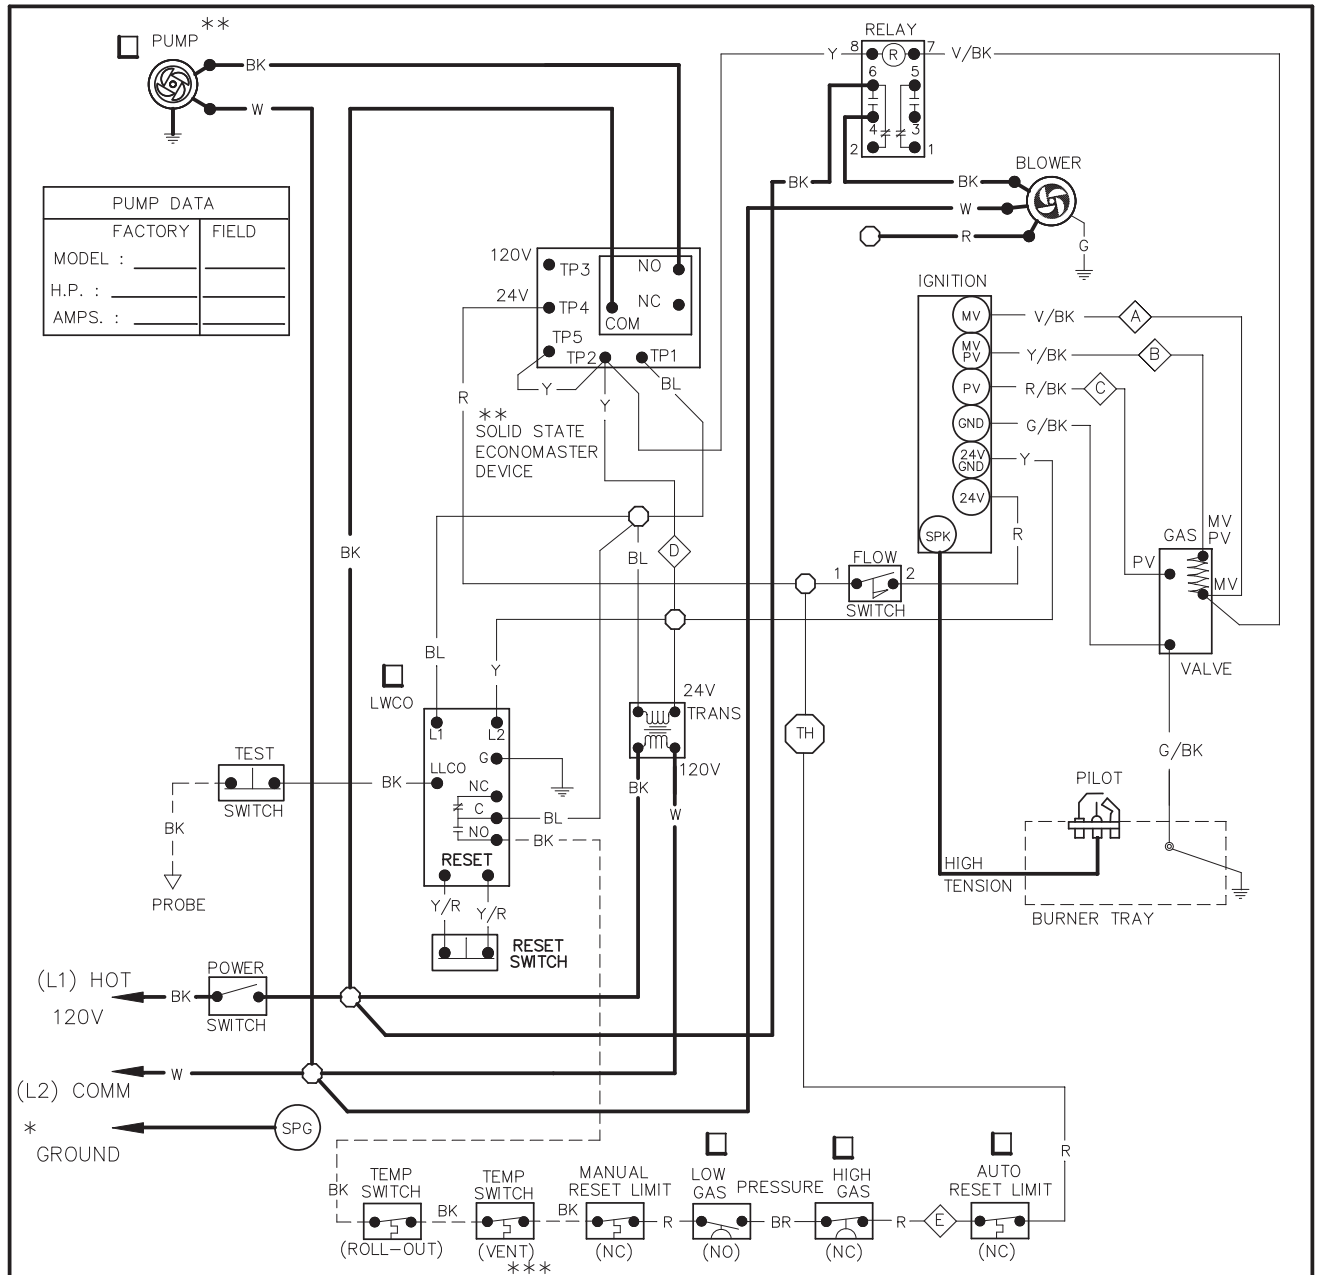 **
PUMP
BK
W
RELAY
8
7
Y
R
V/BK
6
5
4
3
2
1
BK
BK
W
R
BLOWER
G
PUMP DATA
FACTORY
FIELD
MODEL :
H.P. :
AMPS. :
120V
TP3
24V
TP4
TP5
TP2
TP1
NO
NC
COM
Y
Y
BL
R
**
SOLID STATE
ECONOMASTER
DEVICE
IGNITION
MV
V/BK
A
MV
PV
Y/BK
B
PV
R/BK
C
GND
G/BK
24V
GND
Y
24V
R
SPK
GAS
MV
PV
PV
MV
VALVE
BK
BL
D
FLOW
1
2
SWITCH
BL
Y
LWCO
L1
L2
G
LLCO
NC
C
NO
BL
BK
RESET
Y/R
Y/R
RESET
SWITCH
24V
TRANS
120V
BK
W
TH
TEST
SWITCH
BK
BK
PROBE
G/BK
PILOT
HIGH
TENSION
BURNER TRAY
POWER
SWITCH
(L1) HOT
120V
BK
W
(L2) COMM
*
GROUND
SPG
BK
TEMP
SWITCH
(ROLL-OUT)
BK
TEMP
SWITCH
(VENT)
***
BK
MANUAL
RESET LIMIT
(NC)
R
LOW
GAS
(NO)
PRESSURE
BR
HIGH
GAS
(NC)
R
E
AUTO
RESET LIMIT
(NC)
R